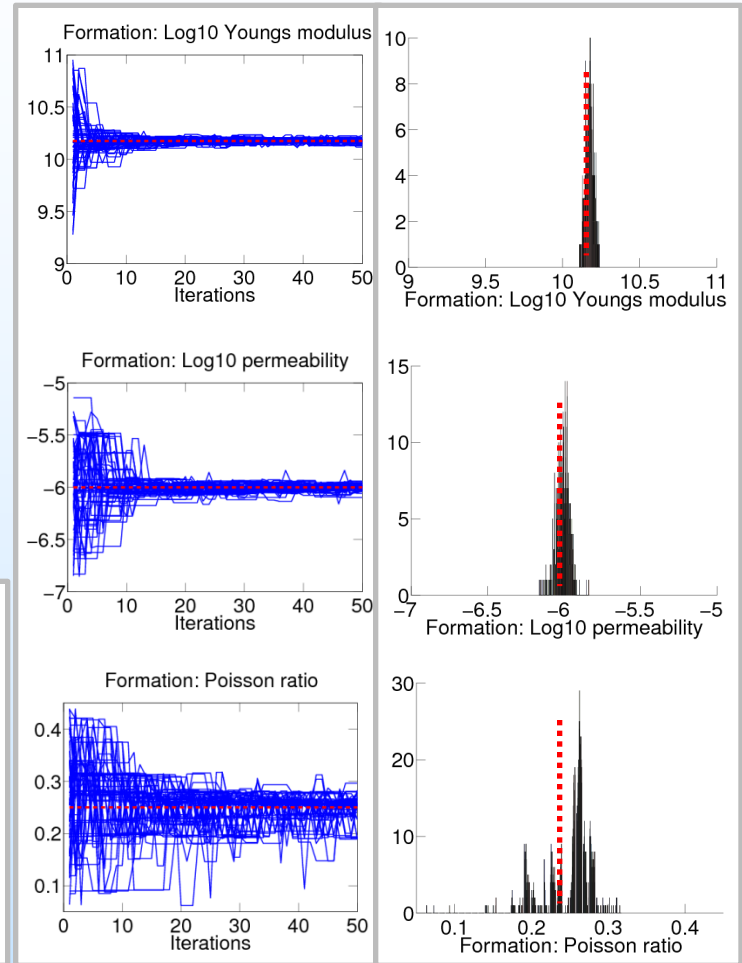 Formation: Log10 Youngs modulus
11
10.5
10
9.5
9
0 10 20 30 40 50
Iterations
10
8
6
4
2
0
9 9.5 10 10.5 11
Formation: Log10 Youngs modulus
Formation: Log10 permeability
−5
−5.5
−6
−6.5
−7
0 10 20 30 40 50
Iterations
15
10
5
0
−7 −6.5 −6 −5.5 −5
Formation: Log10 permeability
Formation: Poisson ratio
0.4
0.3
0.2
0.1
0 10 20 30 40 50
Iterations
30
20
10
0
0.1 0.2 0.3 0.4
Formation: Poisson ratio